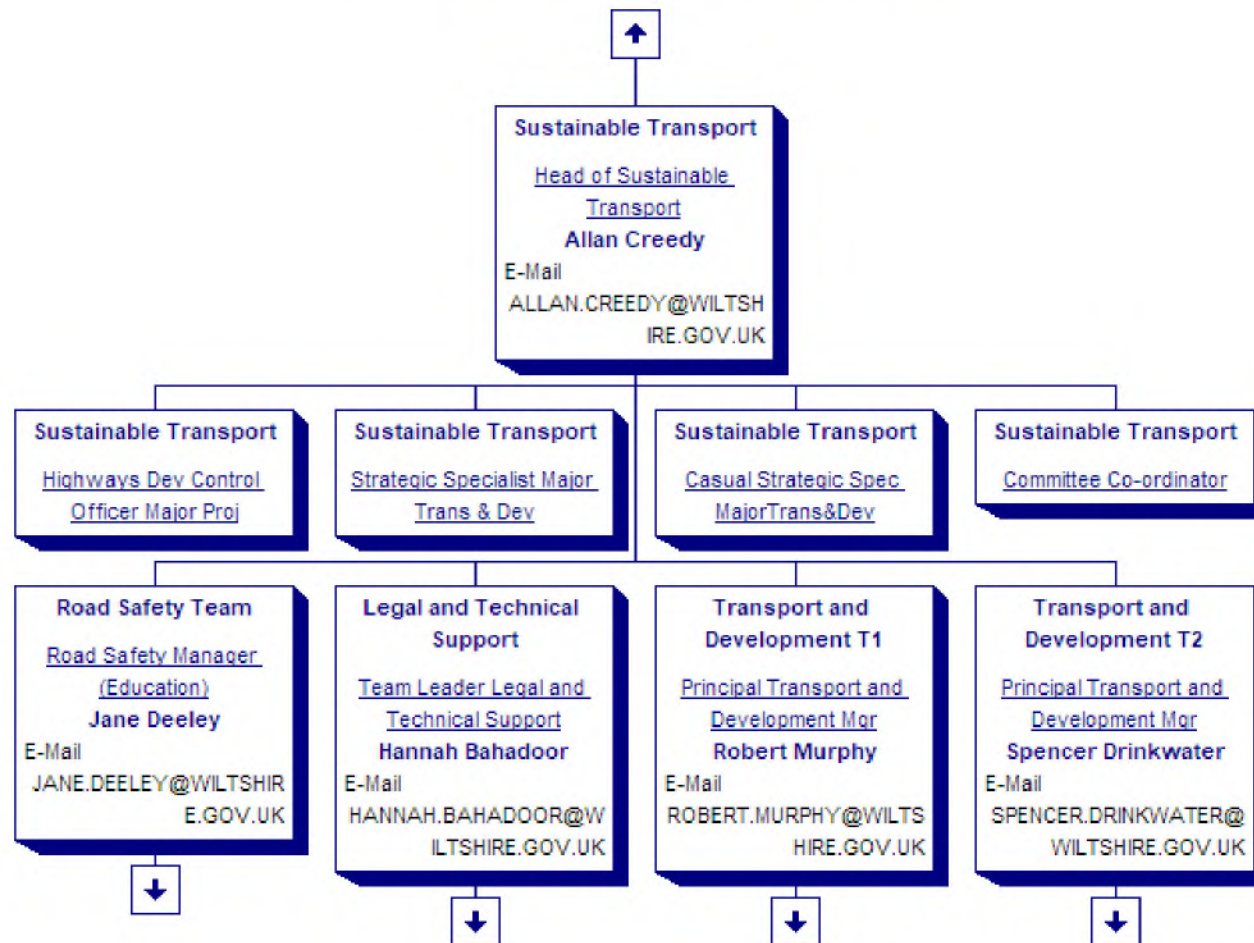 Sustainable Transport
Head of Sustainable
Transport
Allan Creedy
E-Mail
ALLAN.CREEDY@WILTSH
IRE.GOV.UK
Sustainable Transport
Highways Dev Control
Officer Major Proj
Sustainable Transport
Strategic Specialist Major
Trans & Dev
Sustainable Transport
Casual Strategic Spec
MajorTrans&Dev
Sustainable Transport
Committee Co-ordinator
Road Safety Team
Road Safety Manager
(Education)
Jane Deeley
E-Mail
JANE.DEELEY@WILTSHIR
E.GOV.UK
Legal and Technical
Support
Team Leader Legal and
Technical Support
Hannah Bahadoor
E-Mail
HANNAH.BAHADOOR@W
ILTSHIRE.GOV.UK
Transport and
Development T1
Principal Transport and
Development Mgr
Robert Murphy
E-Mail
ROBERT.MURPHY@WILTS
HIRE.GOV.UK
Transport and
Development T2
Principal Transport and
Development Mgr
Spencer Drinkwater
E-Mail
SPENCER.DRINKWATER@
WILTSHIRE.GOV.UK